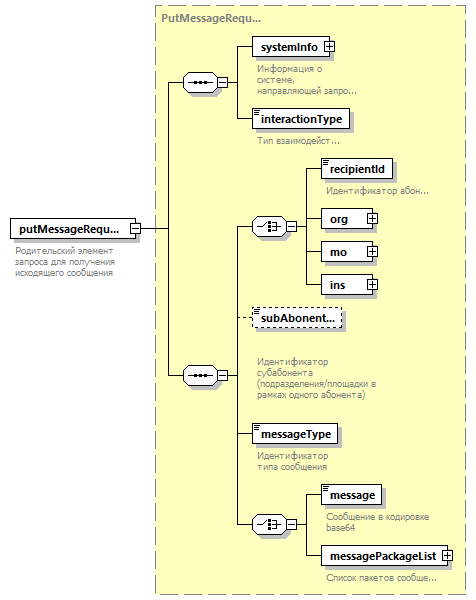 PutMessageRequ...
systemInfo
Информация о
системе,
направляющей запро...
interactionType
Тип взаимодейст...
recipientId
Идентификатор абон...
org
mo
ins
putMessageRequ...
Родительский элемент
запроса для получения
исходящего сообщения
subAbonent...
Идентификатор
субабонента
(подразделения/площадки в
рамках одного абонента)
messageType
Идентификатор
типа сообщения
message
Сообщение в кодировке
base64
messagePackageList
Список пакетов сообще...